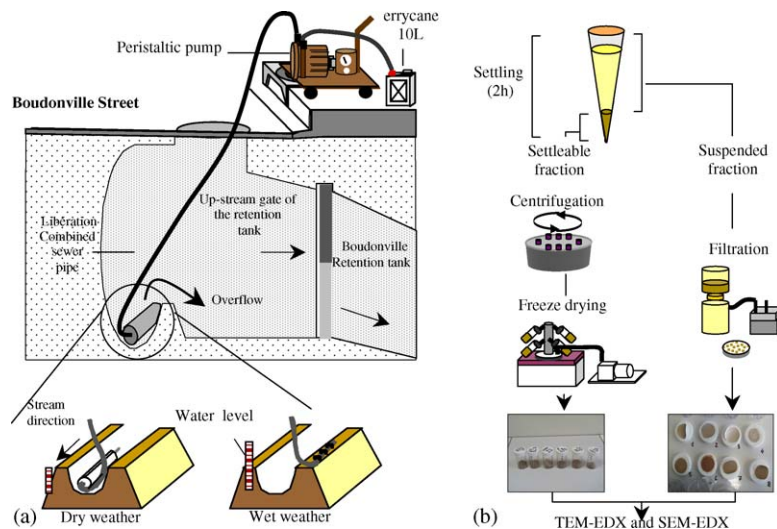 errycane
10L
Peristaltic pump
Boudonville Street
Up-stream gate of
the retention
tank
Libération
Combined
sewer
pipe
Boudonville
Retention tank
Overflow
Stream
direction
Water level
(a)
Dry weather
Wet weather
Settling
(2h)
Settleable
fraction
Suspended
fraction
Centrifugation
Filtration
Freeze drying
(b)
TEM-EDX and SEM-EDX